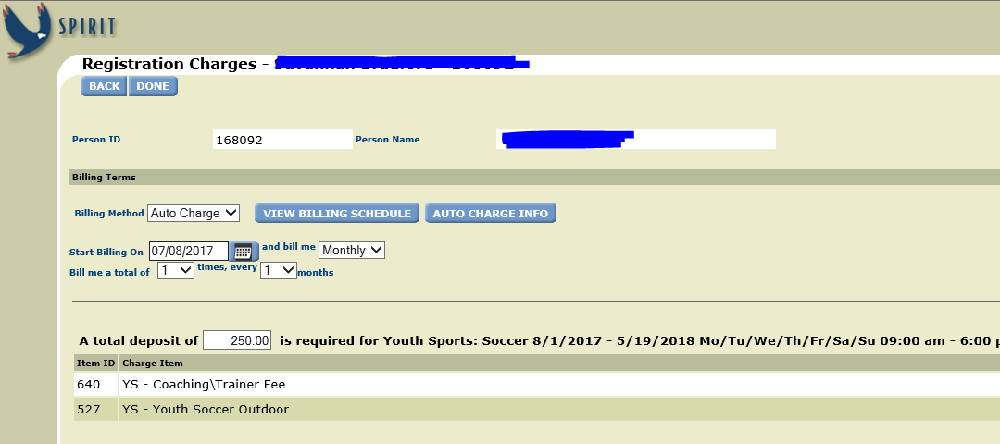 SPIRIT
Registration Charges -
BACK DONE
Person ID 168092 Person Name
Billing Terms
Billing Method Auto Charge VIEW BILLING SCHEDULE AUTO CHARGE INFO
Start Billing On 07/08/2017 and bill me Monthly
Bill me a total of 1 times, every 1 months
A total deposit of 250.00 is required for Youth Sports: Soccer 8/1/2017 - 5/19/2018 Mo/Tu/We/Th/Fr/Sa/Su 09:00 am - 6:00 p
Item ID Charge Item
640 YS - Coaching\Trainer Fee
527 YS - Youth Soccer Outdoor